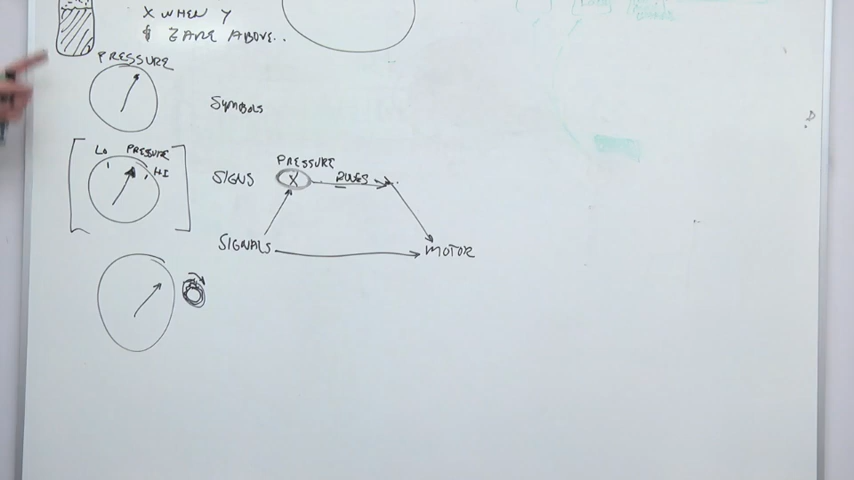 X WHEN Y
& Z ARE ABOVE..
PRESSURE
Symbols
Lo PRESSURE HI
SIGNS
PRESSURE
X
RULES
SIGNALS
MOTOR
D